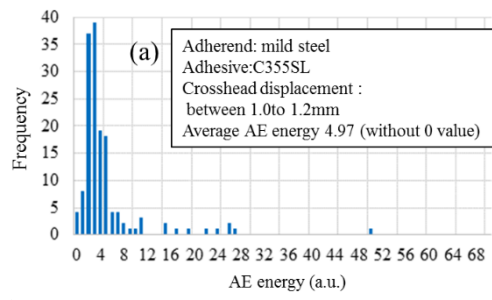 40
35
30
25
20
15
10
5
0
Frequency
(a)
Adherend: mild steel
Adhesive:C355SL
Crosshead displacement :
between 1.0to 1.2mm
Average AE energy 4.97 (without 0 value)
0 4 8 12 16 20 24 28 32 36 40 44 48 52 56 60 64 68
AE energy (a.u.)